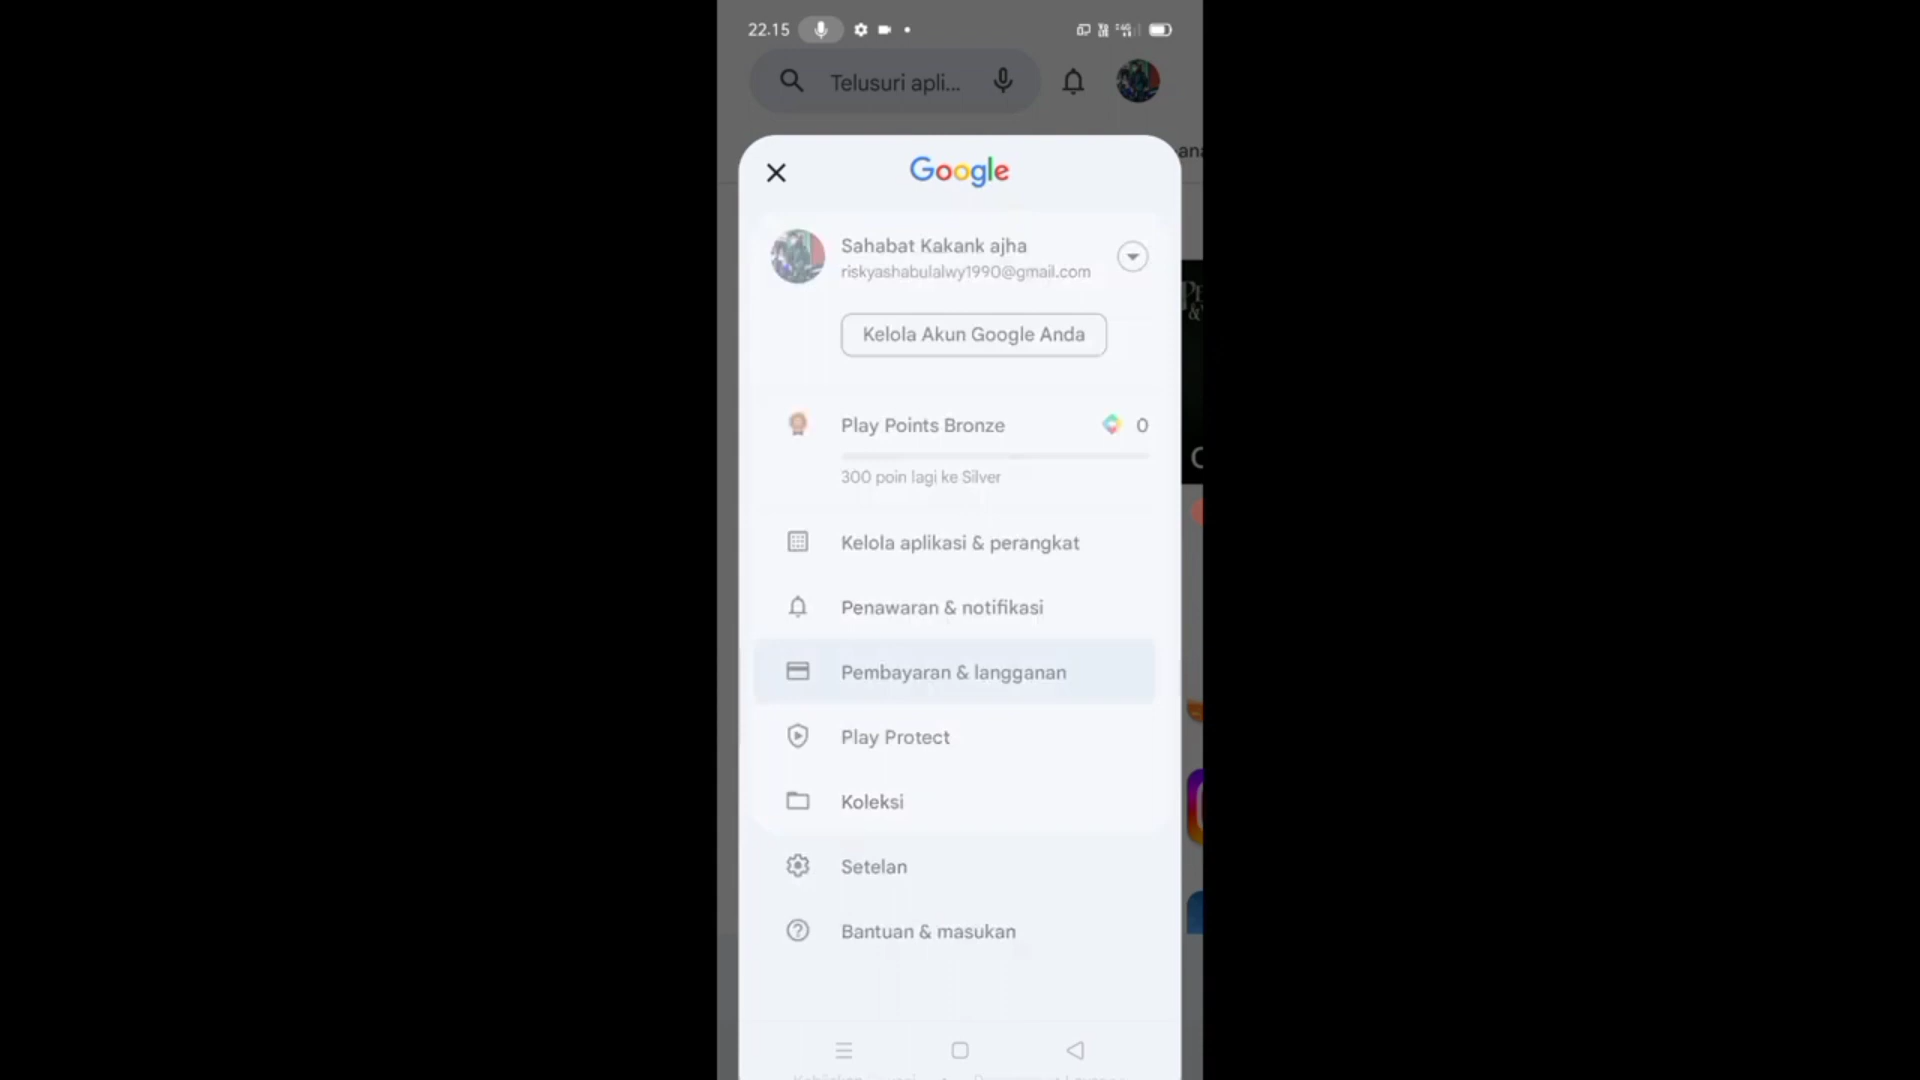 22.15
Telusuri apli...
Google
Sahabat Kakank ajha
riskyashabulalwy1990@gmail.com
Kelola Akun Google Anda
Play Points Bronze
0
300 poin lagi ke Silver
Kelola aplikasi & perangkat
Penawaran & notifikasi
Pembayaran & langganan
Play Protect
Koleksi
Setelan
Bantuan & masukan